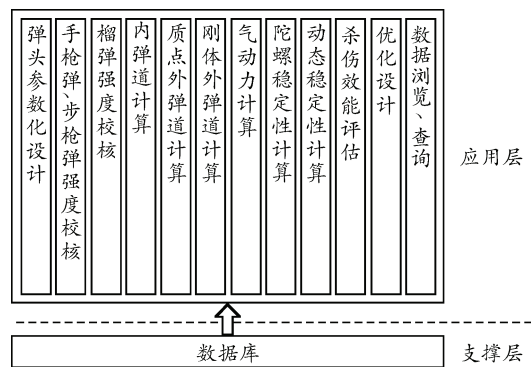 弹头参数化设计
手枪弹、步枪弹强度校核
榴弹强度校核
内弹道计算
质点外弹道计算
刚体外弹道计算
气动力计算
陀螺稳定性计算
动态稳定性计算
杀伤效能评估
优化设计
数据浏览、查询
应用层
数据库
支撑层